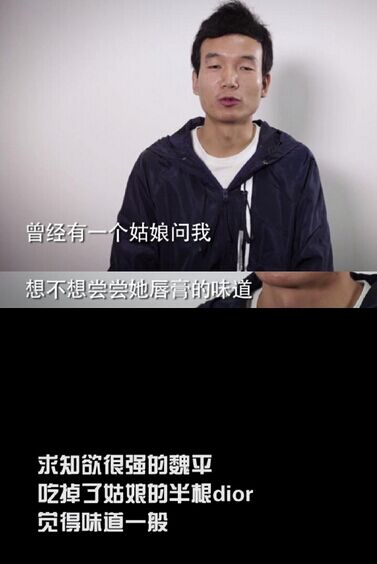 曾经有一个姑娘问我
想不想尝尝她唇膏的味道
求知欲很强的魏平
吃掉了姑娘的半根dior
觉得味道一般